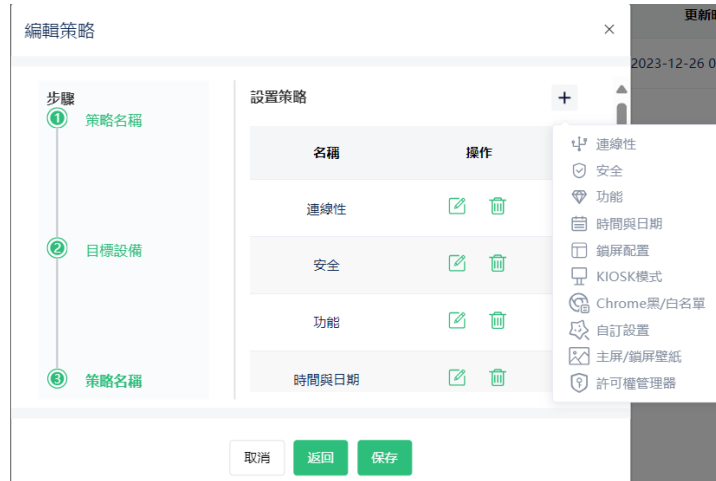 更新時
編輯策略
2023-12-26 0
步驟
1 策略名稱
2 目標設備
3 策略名稱
設置策略
名稱 操作
連線性
安全
功能
時間與日期
連線性
安全
功能
時間與日期
鎖屏配置
KIOSK模式
Chrome黑/白名單
自訂設置
主屏/鎖屏壁紙
許可權管理器
取消 返回 保存